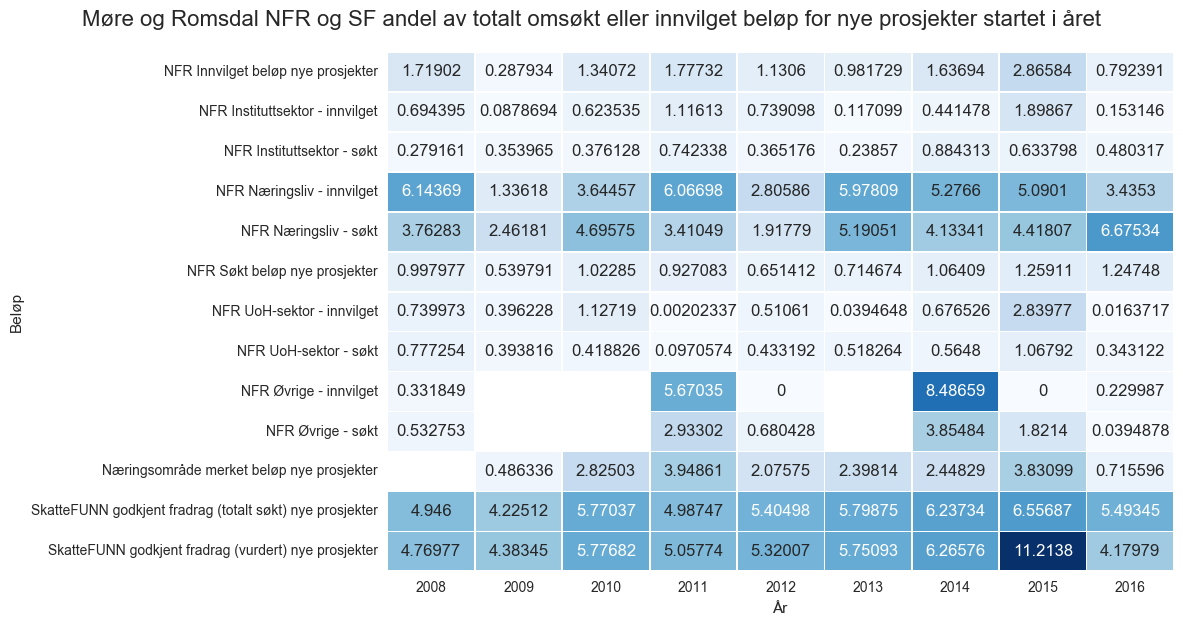 Møre og Romsdal NFR og SF andel av totalt omsøkt eller innvilget beløp for nye prosjekter startet i året
Beløp
NFR Innvilget beløp nye prosjekter 1.71902 0.287934 1.34072 1.77732 1.1306 0.981729 1.63694 2.86584 0.792391
NFR Instituttsektor - innvilget 0.694395 0.0878694 0.623535 1.11613 0.739098 0.117099 0.441478 1.89867 0.153146
NFR Instituttsektor - søkt 0.279161 0.353965 0.376128 0.742338 0.365176 0.23857 0.884313 0.633798 0.480317
NFR Næringsliv - innvilget 6.14369 1.33618 3.64457 6.06698 2.80586 5.97809 5.2766 5.0901 3.4353
NFR Næringsliv - søkt 3.76283 2.46181 4.69575 3.41049 1.91779 5.19051 4.13341 4.41807 6.67534
NFR Søkt beløp nye prosjekter 0.997977 0.539791 1.02285 0.927083 0.651412 0.714674 1.06409 1.25911 1.24748
NFR UoH-sektor - innvilget 0.739973 0.396228 1.12719 0.00202337 0.51061 0.0394648 0.676526 2.83977 0.0163717
NFR UoH-sektor - søkt 0.777254 0.393816 0.418826 0.0970574 0.433192 0.518264 0.5648 1.06792 0.343122
NFR Øvrige - innvilget 0.331849 5.67035 0 8.48659 0 0.229987
NFR Øvrige - søkt 0.532753 2.93302 0.680428 3.85484 1.8214 0.0394878
Næringsområde merket beløp nye prosjekter 0.486336 2.82503 3.94861 2.07575 2.39814 2.44829 3.83099 0.715596
SkatteFUNN godkjent fradrag (totalt søkt) nye prosjekter 4.946 4.22512 5.77037 4.98747 5.40498 5.79875 6.23734 6.55687 5.49345
SkatteFUNN godkjent fradrag (vurdert) nye prosjekter 4.76977 4.38345 5.77682 5.05774 5.32007 5.75093 6.26576 11.2138 4.17979
2008 2009 2010 2011 2012 2013 2014 2015 2016
År